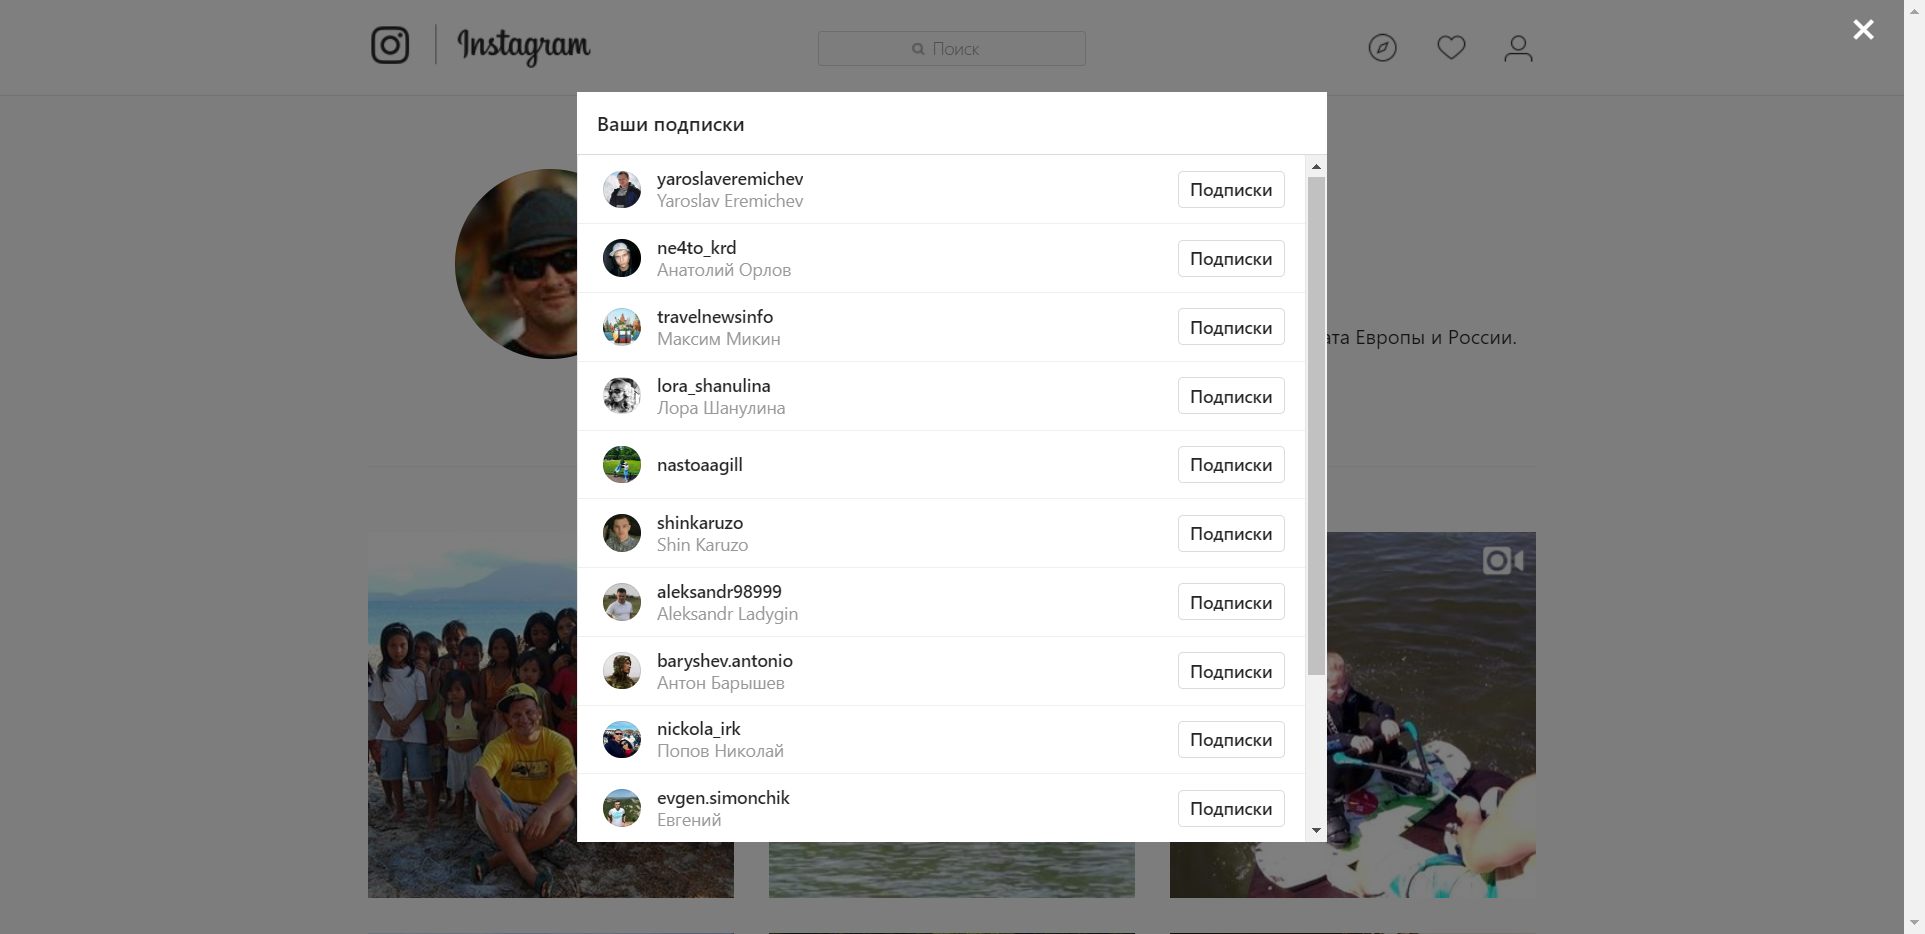 Instagram
Поиск
Ваши подписки
yaroslaveremichev
Yaroslav Eremichev
Подписки
ne4to_krd
Анатолий Орлов
Подписки
travelnewsinfo
Максим Микин
Подписки
ата Европы и России.
lora_shanulina
Лора Шанулина
Подписки
nastoaagill
Подписки
shinkaruzo
Shin Karuzo
Подписки
aleksandr98999
Aleksandr Ladygin
Подписки
baryshev.antonio
Антон Барышев
Подписки
nickola_irk
Попов Николай
Подписки
evgen.simonchik
Евгений
Подписки